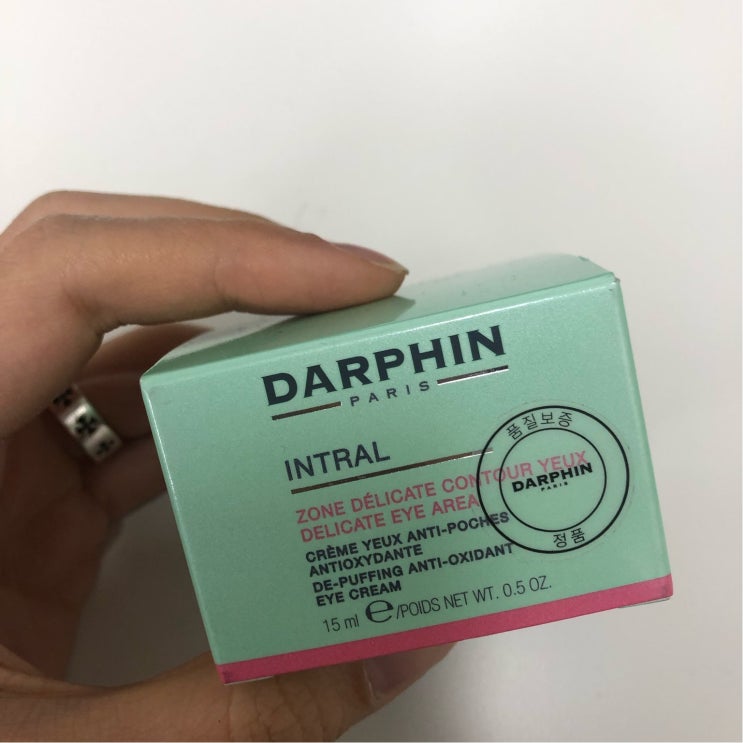 DARPHIN
PARIS
INTRAL
ZONE DÉLICATE CONTOUR YEUX
DELICATE EYE AREA
CRÈME YEUX ANTI-POCHES
ANTIOXYDANTE
DE-PUFFING ANTI-OXIDANT
EYE CREAM
15 ml ℮/POIDS NET WT. 0.5 OZ.
품질보증
DARPHIN
PARIS
정품